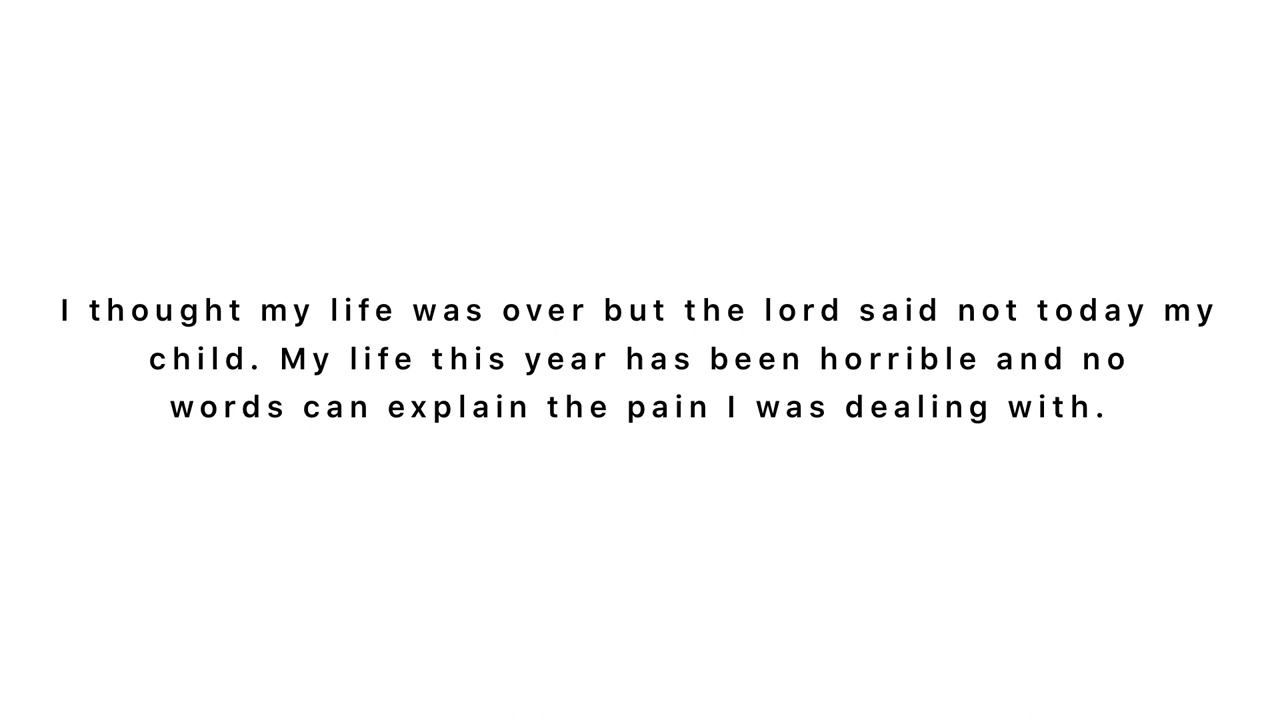 I thought my life was over but the lord said not today my
child. My life this year has been horrible and no
words can explain the pain I was dealing with.